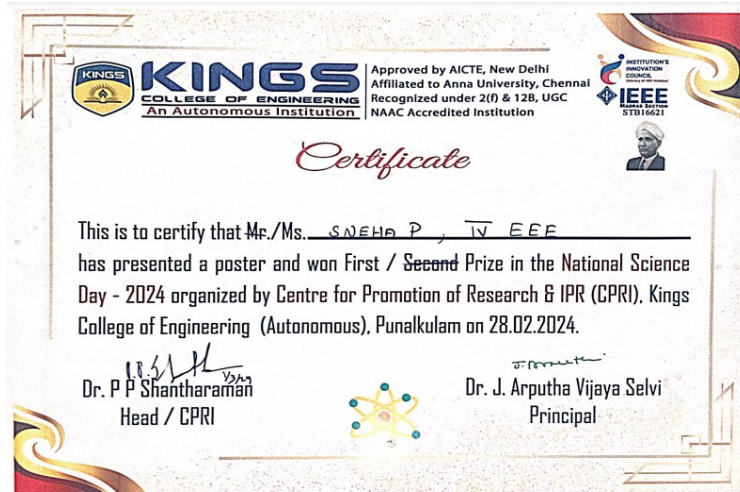 KINGS
KINGS
COLLEGE OF ENGINEERING
An Autonomous Institution
Approved by AICTE, New Delhi
Affiliated to Anna University, Chennai
Recognized under 2(f) & 12B, UGC
NAAC Accredited Institution
INSTITUTION'S
INNOVATION
COUNCIL
IEEE
MADRAS SECTION
STB16621
Certificate
This is to certify that Mr./Ms. SNEHA P, IV EEE
has presented a poster and won First / Second Prize in the National Science
Day - 2024 organized by Centre for Promotion of Research & IPR (CPRI), Kings
College of Engineering (Autonomous), Punalkulam on 28.02.2024.
Dr. P P Shantharaman
Head / CPRI
Dr. J. Arputha Vijaya Selvi
Principal